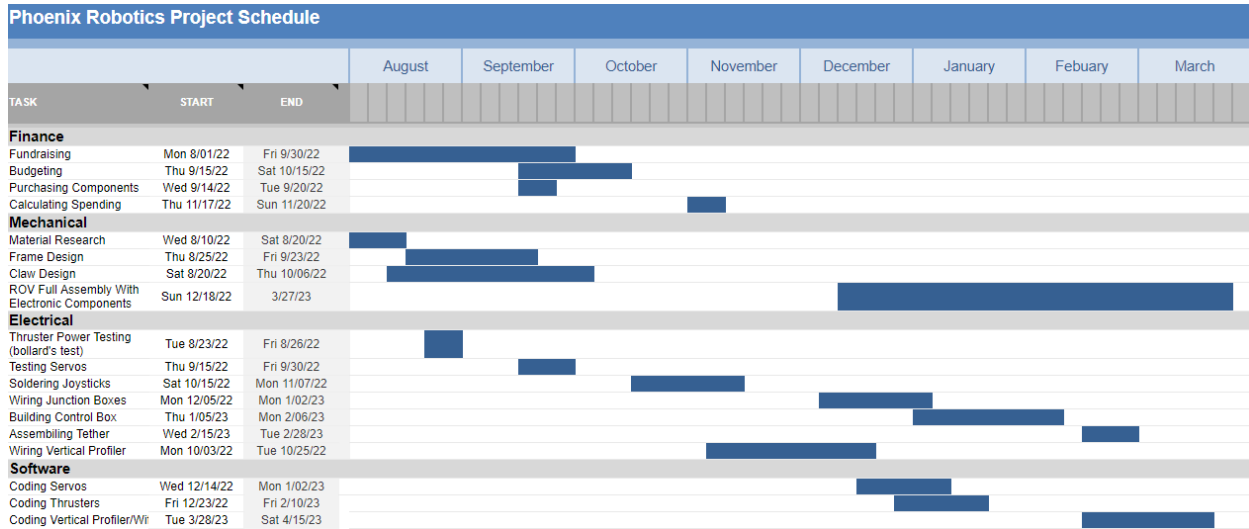 Phoenix Robotics Project Schedule
August September October November December January Febuary March
TASK START END
Finance
Fundraising Mon 8/01/22 Fri 9/30/22
Budgeting Thu 9/15/22 Sat 10/15/22
Purchasing Components Wed 9/14/22 Tue 9/20/22
Calculating Spending Thu 11/17/22 Sun 11/20/22
Mechanical
Material Research Wed 8/10/22 Sat 8/20/22
Frame Design Thu 8/25/22 Fri 9/23/22
Claw Design Sat 8/20/22 Thu 10/06/22
ROV Full Assembly With
Electronic Components Sun 12/18/22 3/27/23
Electrical
Thruster Power Testing
(bollard's test) Tue 8/23/22 Fri 8/26/22
Testing Servos Thu 9/15/22 Fri 9/30/22
Soldering Joysticks Sat 10/15/22 Mon 11/07/22
Wiring Junction Boxes Mon 12/05/22 Mon 1/02/23
Building Control Box Thu 1/05/23 Mon 2/06/23
Assembiling Tether Wed 2/15/23 Tue 2/28/23
Wiring Vertical Profiler Mon 10/03/22 Tue 10/25/22
Software
Coding Servos Wed 12/14/22 Mon 1/02/23
Coding Thrusters Fri 12/23/22 Fri 2/10/23
Coding Vertical Profiler/Wi Tue 3/28/23 Sat 4/15/23